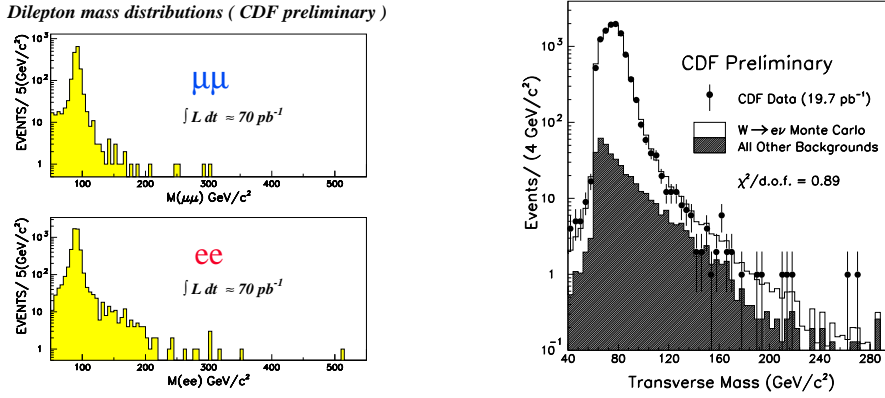 Dilepton mass distributions ( CDF preliminary )
EVENTS/ 5(GeV/c²)
10³
10²
10
1
μμ
∫ L dt ≈ 70 pb⁻¹
100 200 300 400 500
M(μμ) GeV/c²
EVENTS/ 5(GeV/c²)
10³
10²
10
1
ee
∫ L dt ≈ 70 pb⁻¹
100 200 300 400 500
M(ee) GeV/c²
Events/ (4 GeV/c²)
10³
10²
10
1
10⁻¹
CDF Preliminary
CDF Data (19.7 pb⁻¹)
W→eν Monte Carlo
All Other Backgrounds
χ²/d.o.f. = 0.89
40 80 120 160 200 240 280
Transverse Mass (GeV/c²)